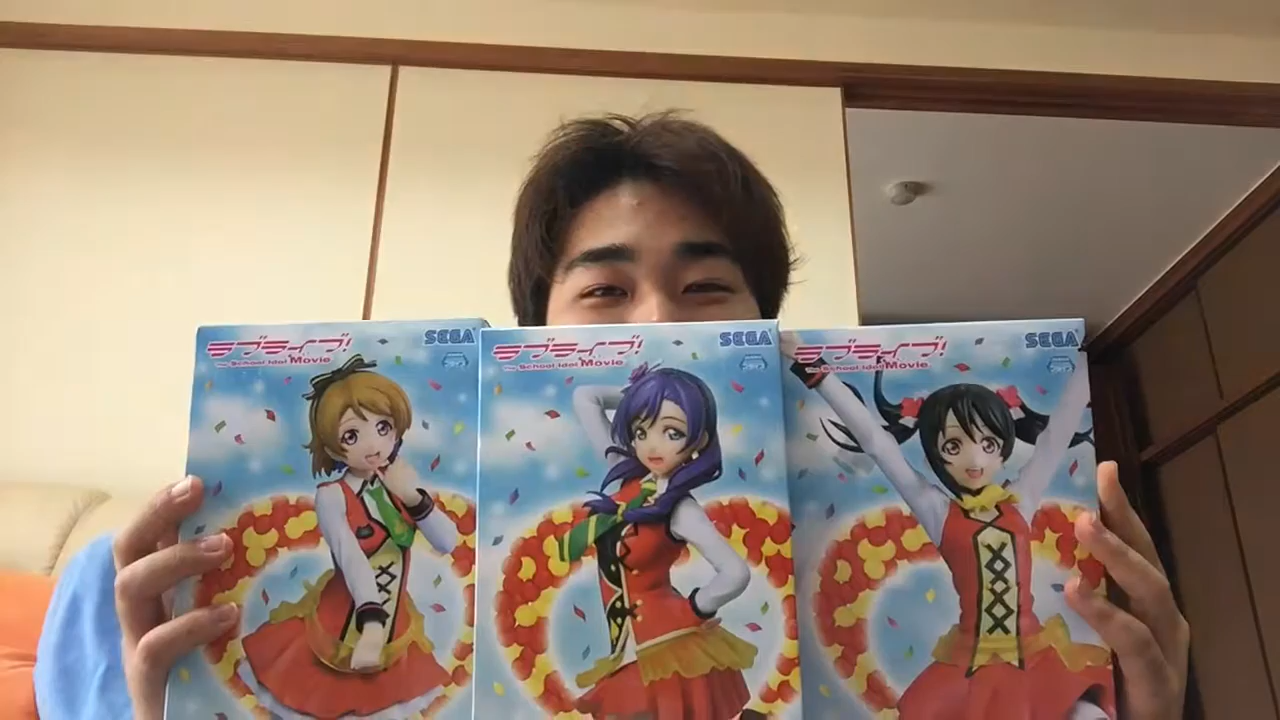 SEGA
ラブライブ!
The School Idol Movie
SEGA
ラブライブ!
The School Idol Movie
SEGA
ラブライブ!
The School Idol Movie